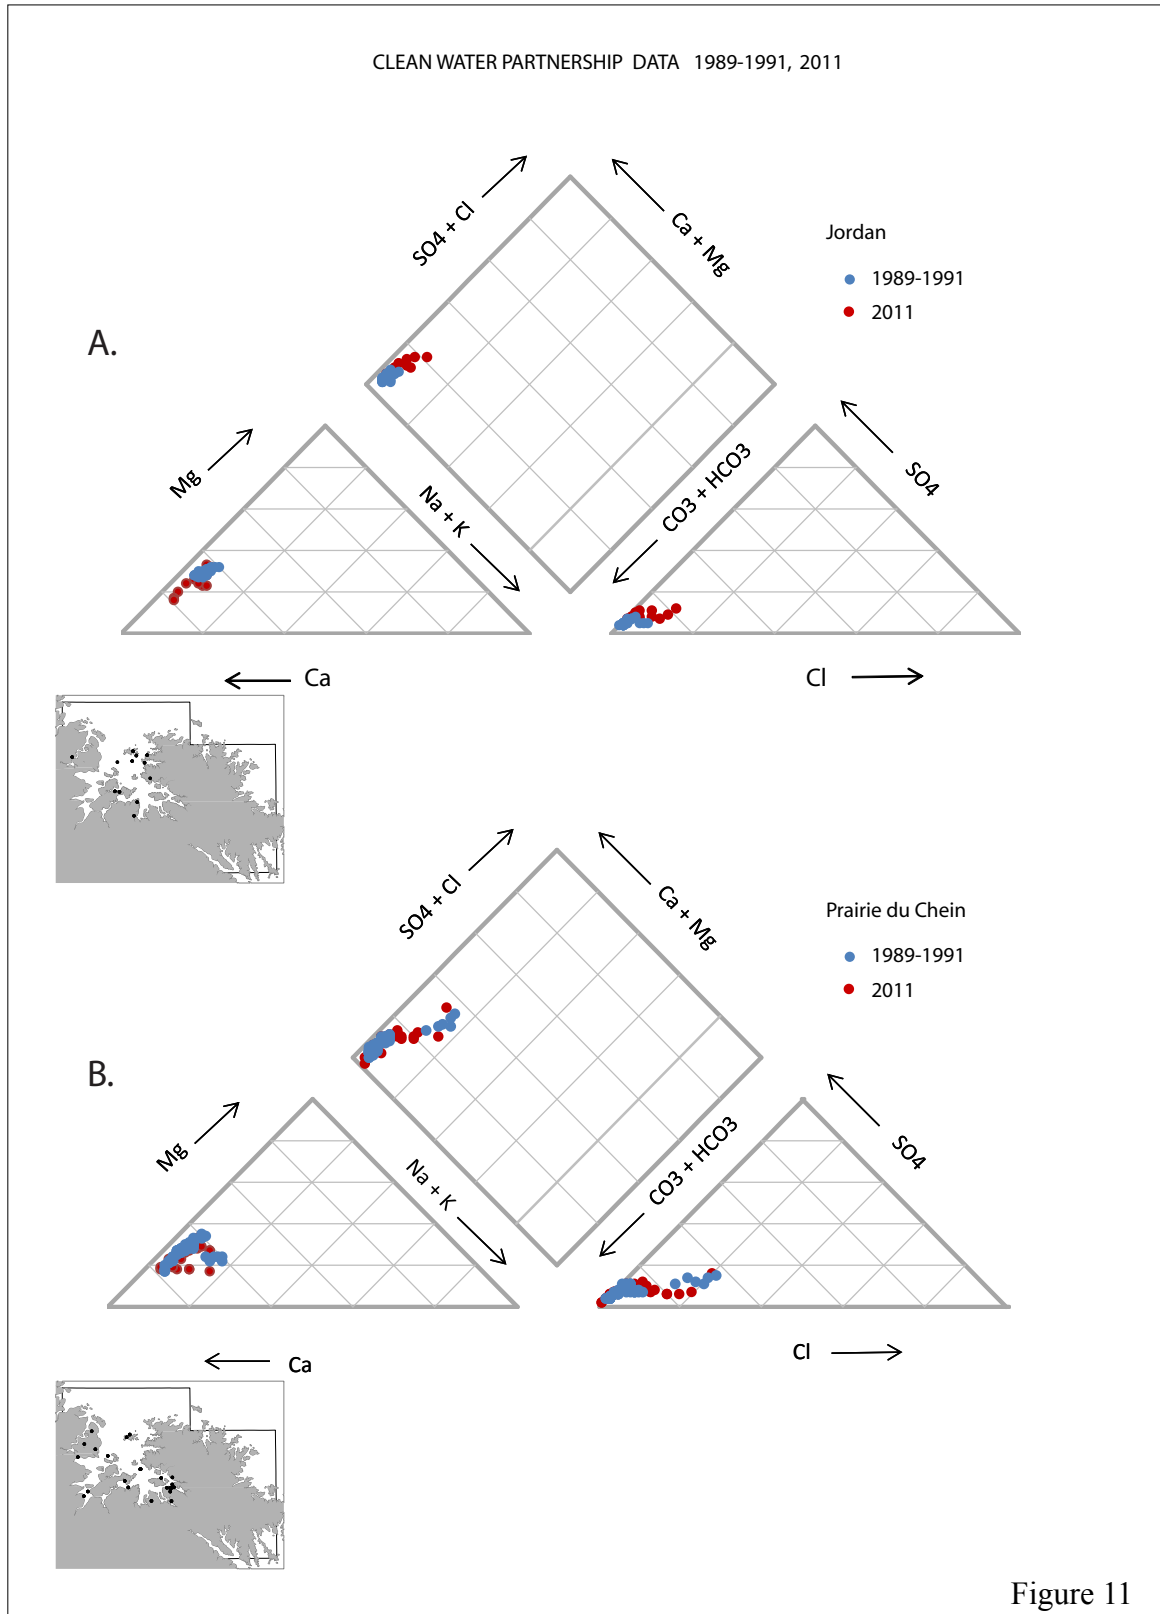 CLEAN WATER PARTNERSHIP DATA 1989-1991, 2011
SO4 + Cl
Ca + Mg
Jordan
1989-1991
2011
A.
Mg
Na + K
CO3 + HCO3
SO4
Ca
Cl
SO4 + Cl
Ca + Mg
Prairie du Chein
1989-1991
2011
B.
Mg
Na + K
CO3 + HCO3
SO4
Ca
Cl
Figure 11